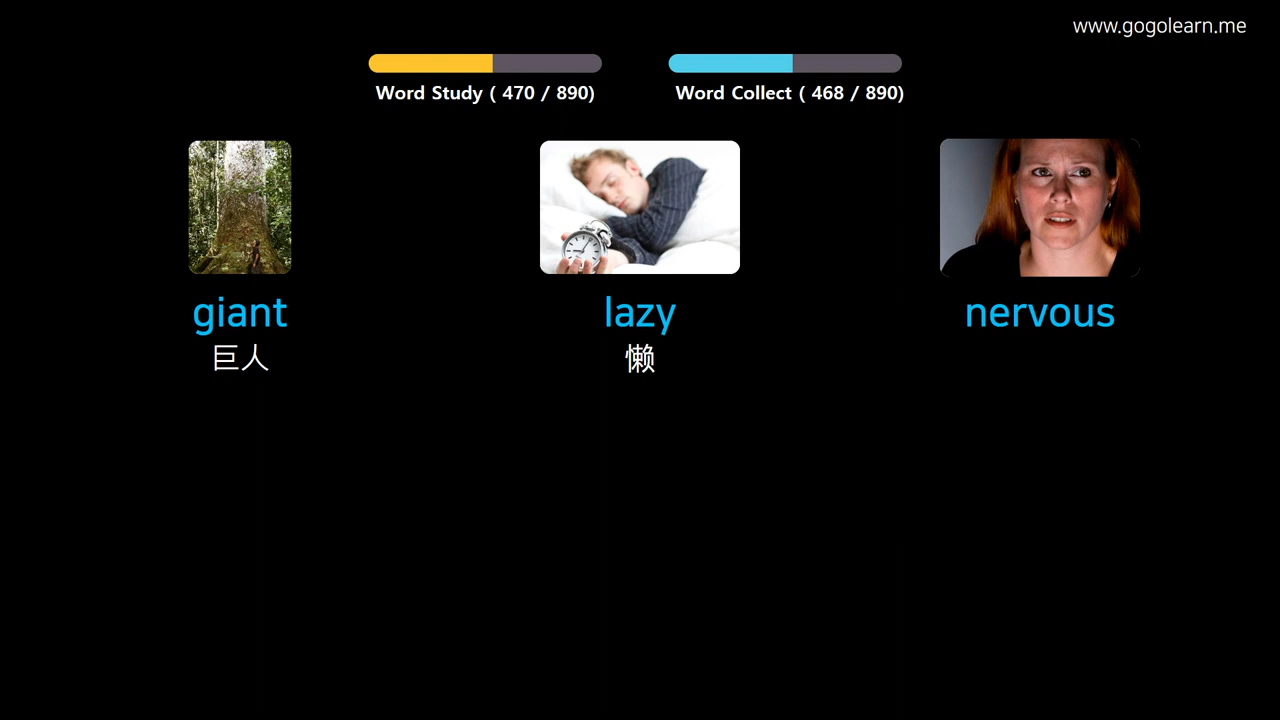 www.gogolearn.me
Word Study ( 470 / 890)
Word Collect ( 468 / 890)
giant
lazy
nervous
巨人
懒